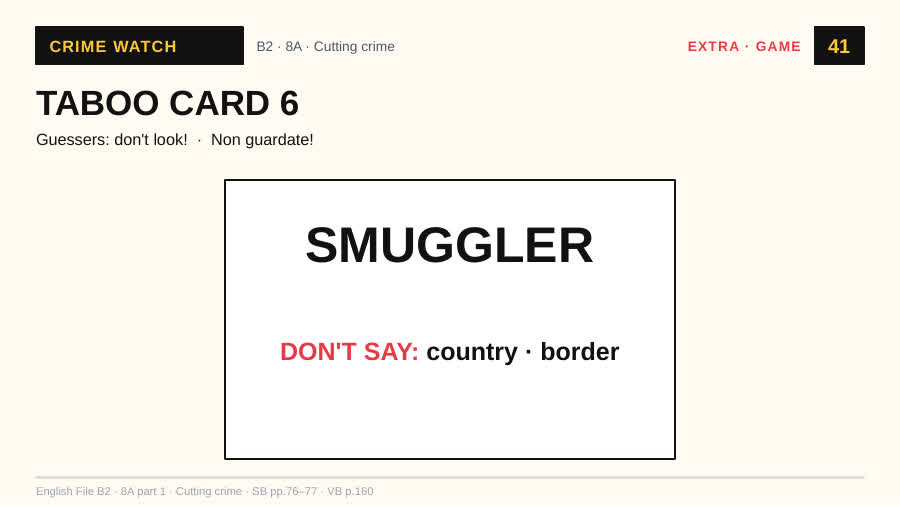 CRIME WATCH
B2 · 8A · Cutting crime
EXTRA · GAME
41
TABOO CARD 6
Guessers: don't look! · Non guardate!
SMUGGLER
DON'T SAY: country · border
English File B2 · 8A part 1 · Cutting crime · SB pp.76–77 · VB p.160